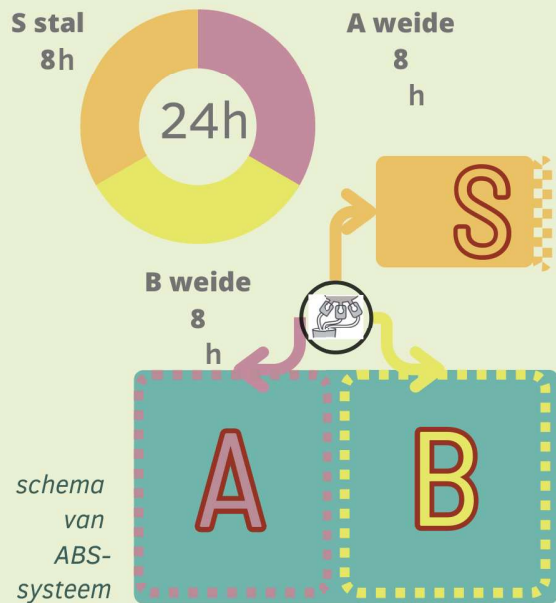 S stal
8h
A weide
8
h
24h
S
B weide
8
h
A
B
schema
van
ABS-
systeem